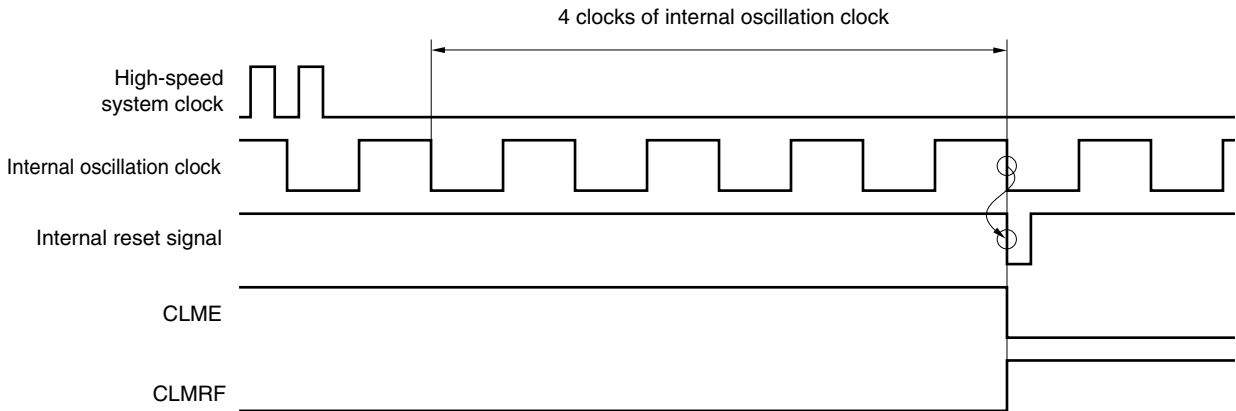 4 clocks of internal oscillation clock
High-speed
system clock
Internal oscillation clock
Internal reset signal
CLME
CLMRF